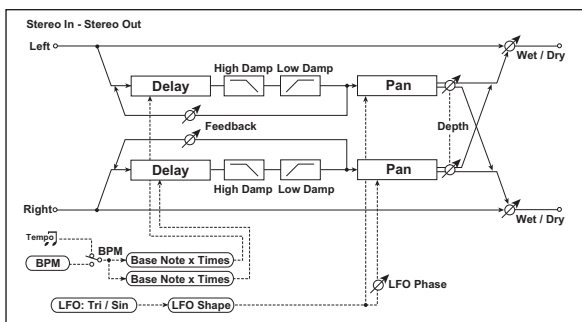 Stereo In - Stereo Out
Left
Wet / Dry
High Damp
Low Damp
Delay
Pan
Feedback
Depth
Delay
Pan
High Damp
Low Damp
Right
Wet / Dry
Tempo
BPM
BPM
Base Note x Times
Base Note x Times
LFO Phase
LFO: Tri / Sin
LFO Shape